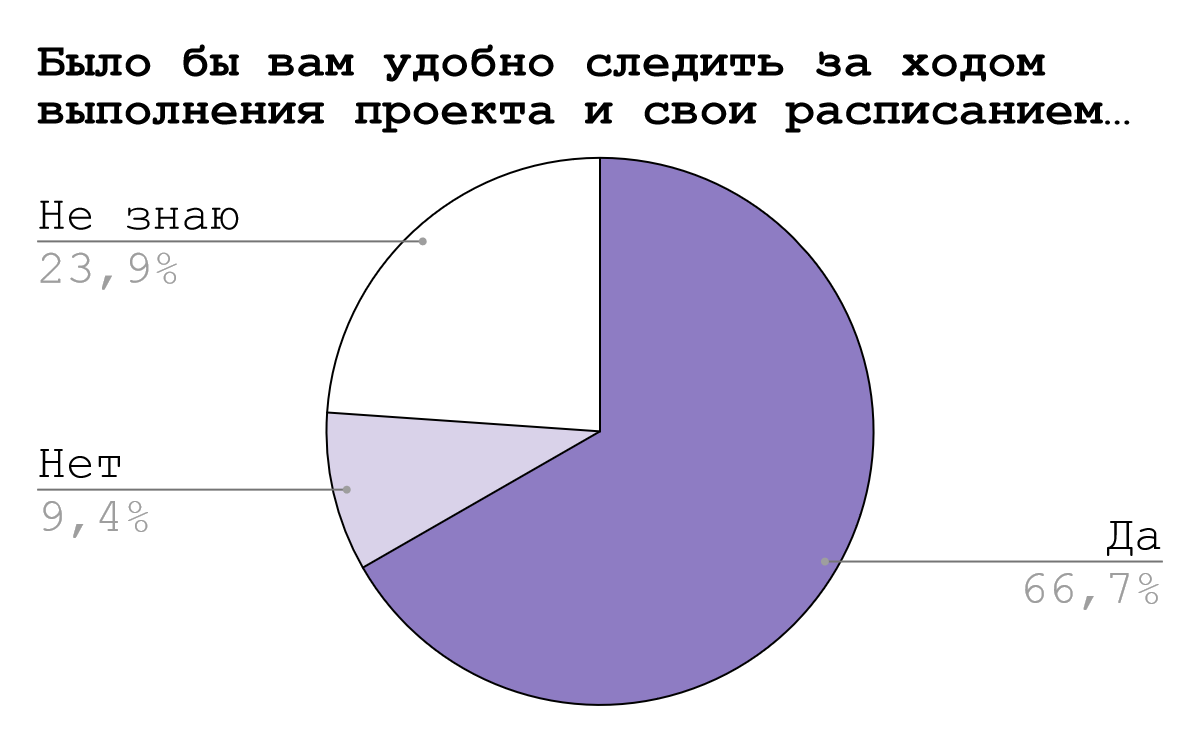 Было бы вам удобно следить за ходом
выполнения проекта и свои расписанием…
Не знаю
23,9%
Нет
9,4%
Да
66,7%